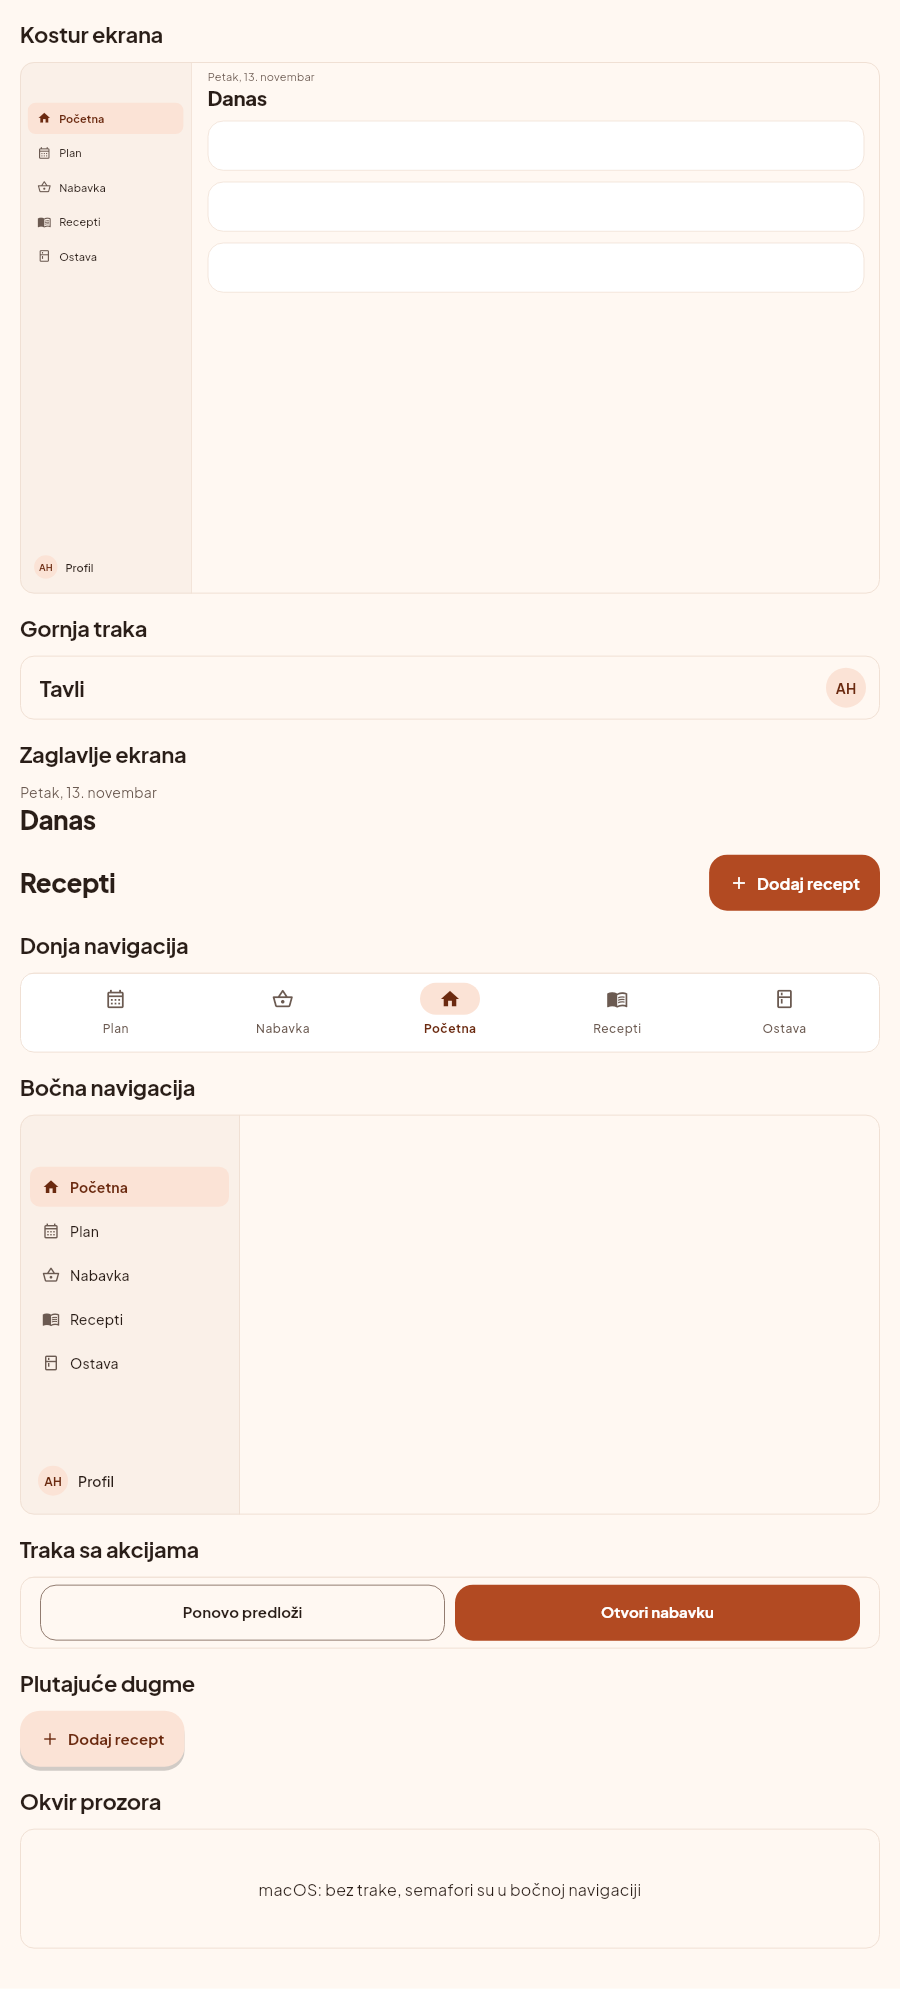 Kostur ekrana
Petak, 13. novembar
Danas
Početna
Plan
Nabavka
Recepti
Ostava
AH Profil
Gornja traka
Tavli AH
Zaglavlje ekrana
Petak, 13. novembar
Danas
Recepti + Dodaj recept
Donja navigacija
Plan Nabavka Početna Recepti Ostava
Bočna navigacija
Početna
Plan
Nabavka
Recepti
Ostava
AH Profil
Traka sa akcijama
Ponovo predloži Otvori nabavku
Plutajuće dugme
+ Dodaj recept
Okvir prozora
macOS: bez trake, semafori su u bočnoj navigaciji